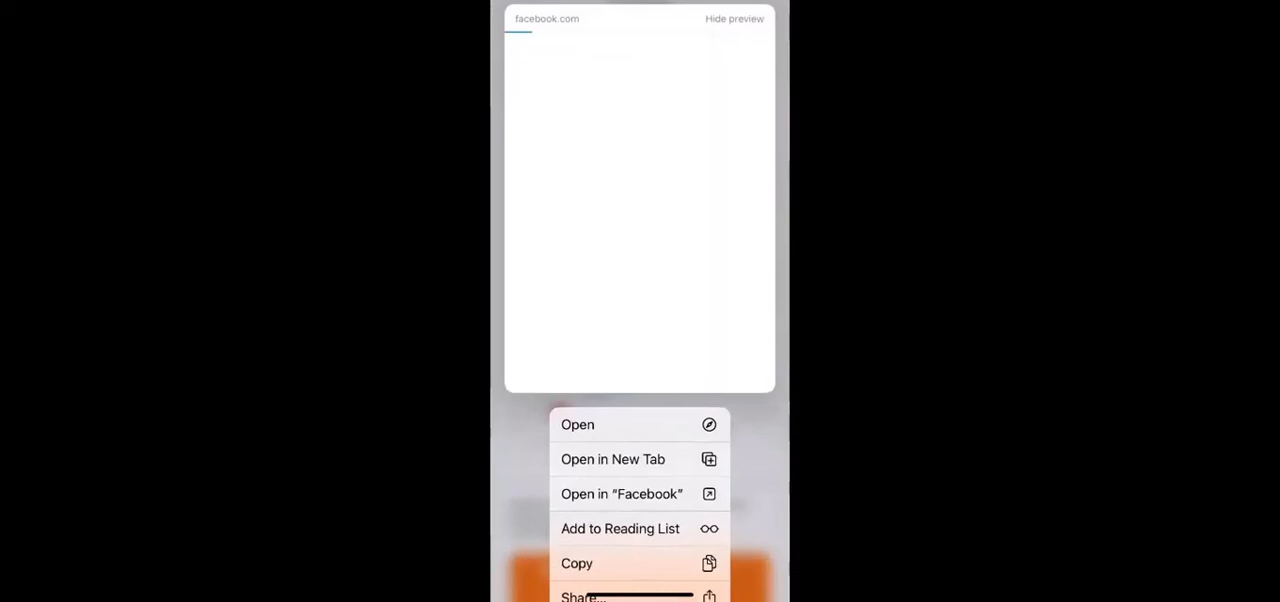 facebook.com Hide preview
Open
Open in New Tab
Open in "Facebook"
Add to Reading List
Copy
Share...